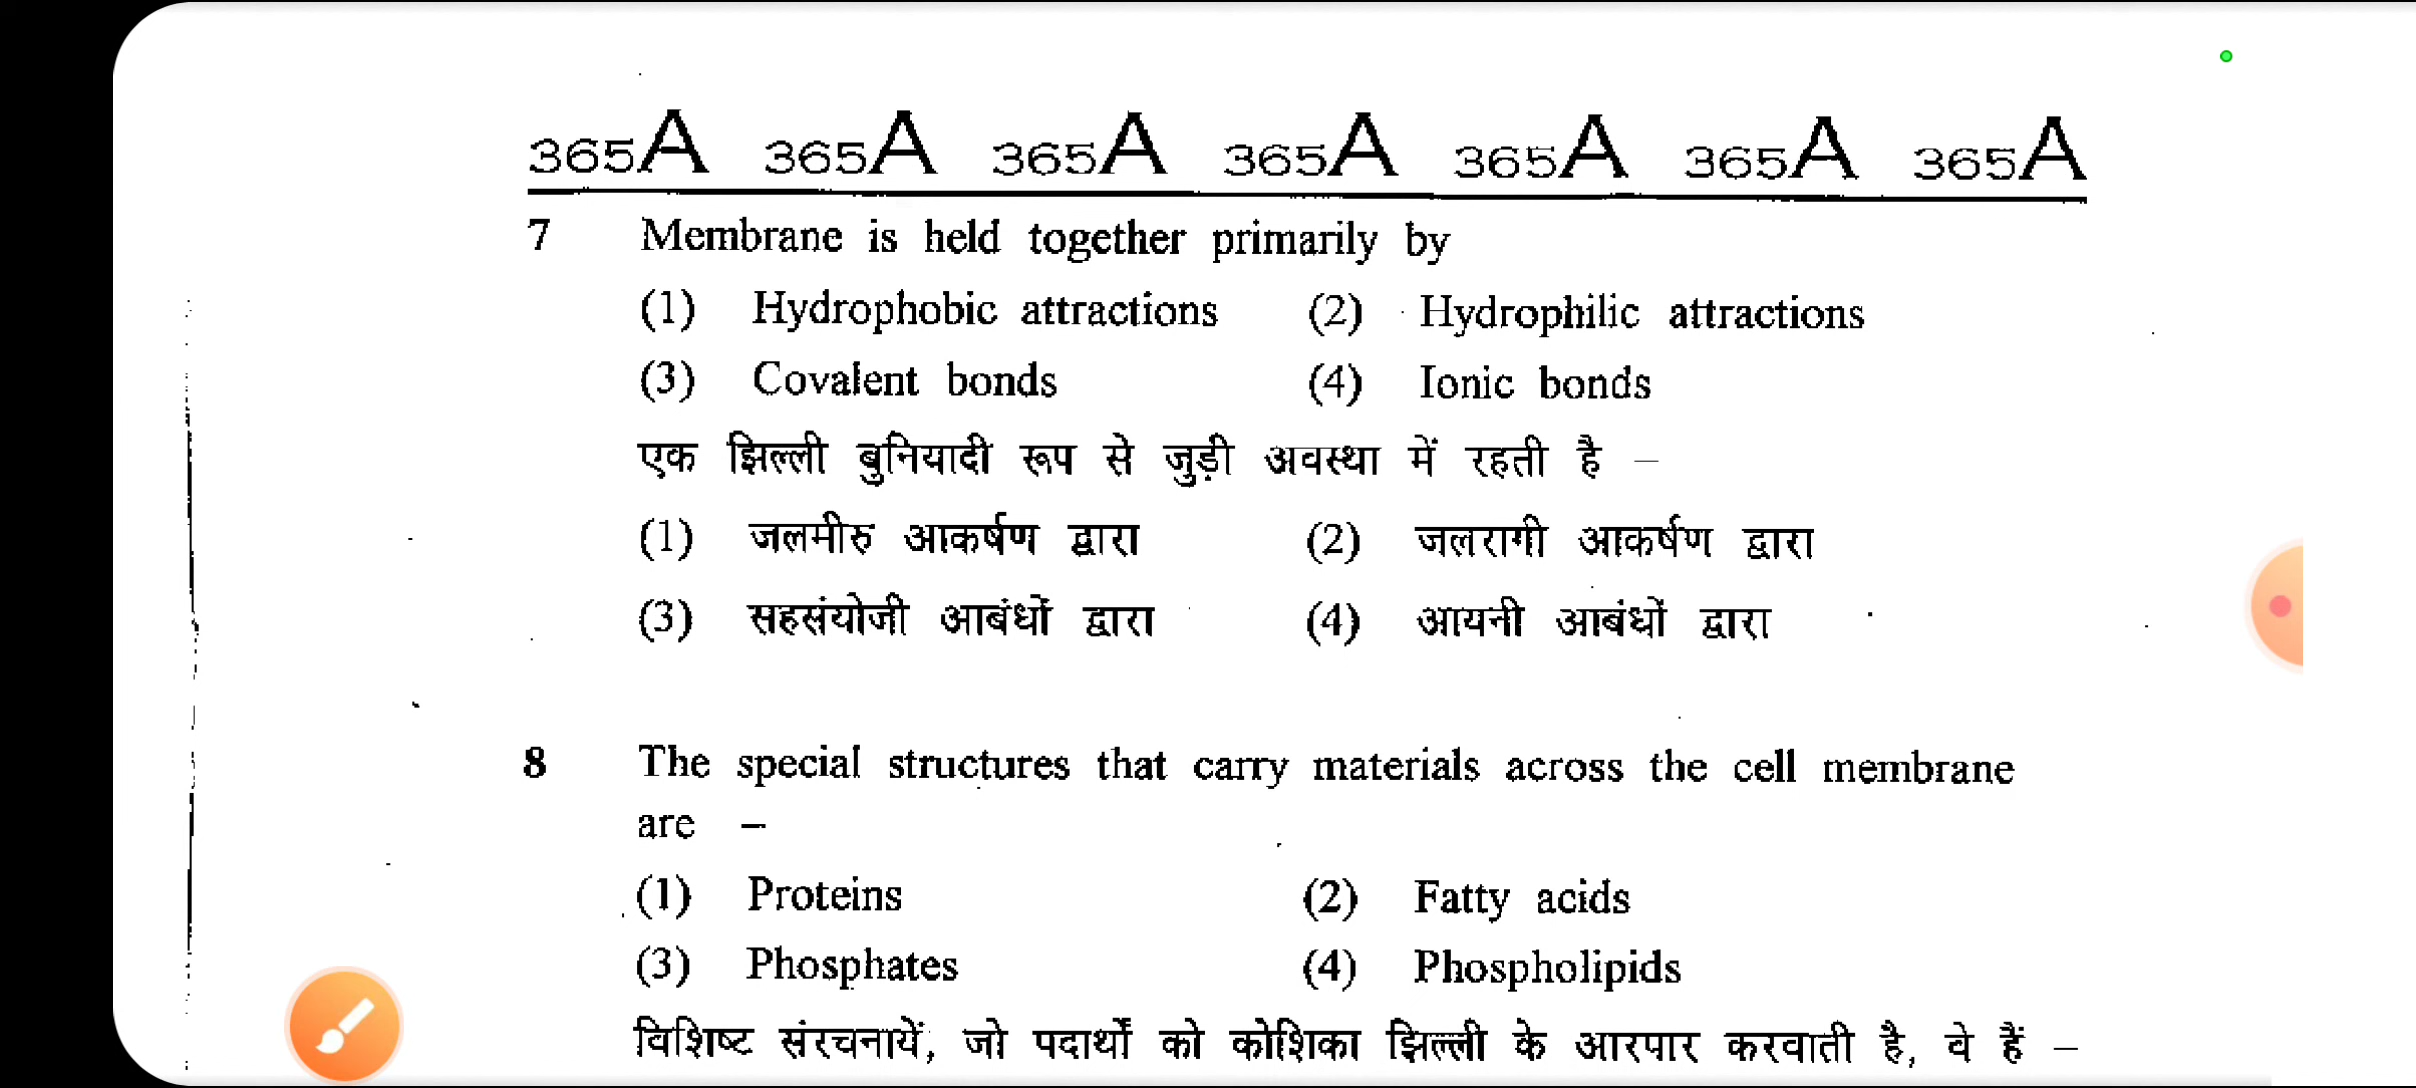 365A 365A 365A 365A 365A 365A 365A
7 Membrane is held together primarily by
(1) Hydrophobic attractions (2) Hydrophilic attractions
(3) Covalent bonds (4) Ionic bonds
एक झिल्ली बुनियादी रूप से जुड़ी अवस्था में रहती है –
(1) जलमीरु आकर्षण द्वारा (2) जलरागी आकर्षण द्वारा
(3) सहसंयोजी आबंधों द्वारा (4) आयनी आबंधों द्वारा
8 The special structures that carry materials across the cell membrane
are –
(1) Proteins (2) Fatty acids
(3) Phosphates (4) Phospholipids
विशिष्ट संरचनायें, जो पदार्थों को कोशिका झिल्ली के आरपार करवाती है, वे हैं –